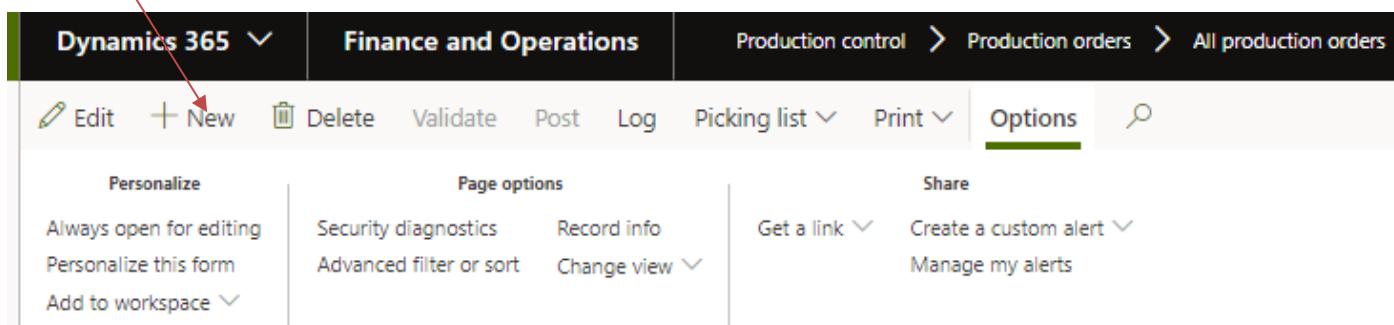 Dynamics 365 Finance and Operations Production control > Production orders > All production orders
Edit + New Delete Validate Post Log Picking list Print Options
Personalize Page options Share
Always open for editing Security diagnostics Record info Get a link Create a custom alert
Personalize this form Advanced filter or sort Change view Manage my alerts
Add to workspace